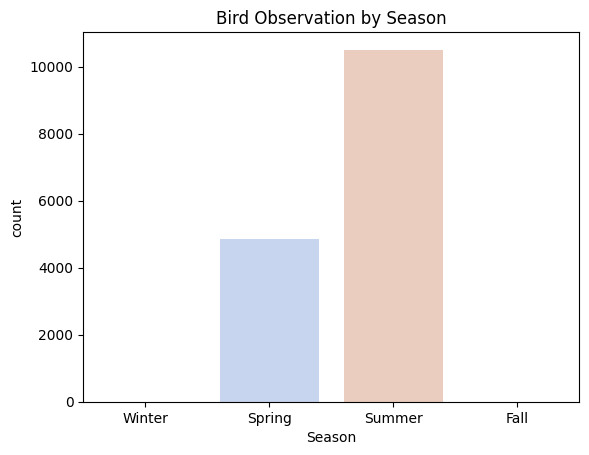 Bird Observation by Season
10000
8000
6000
4000
2000
0
count
Winter Spring Summer Fall
Season